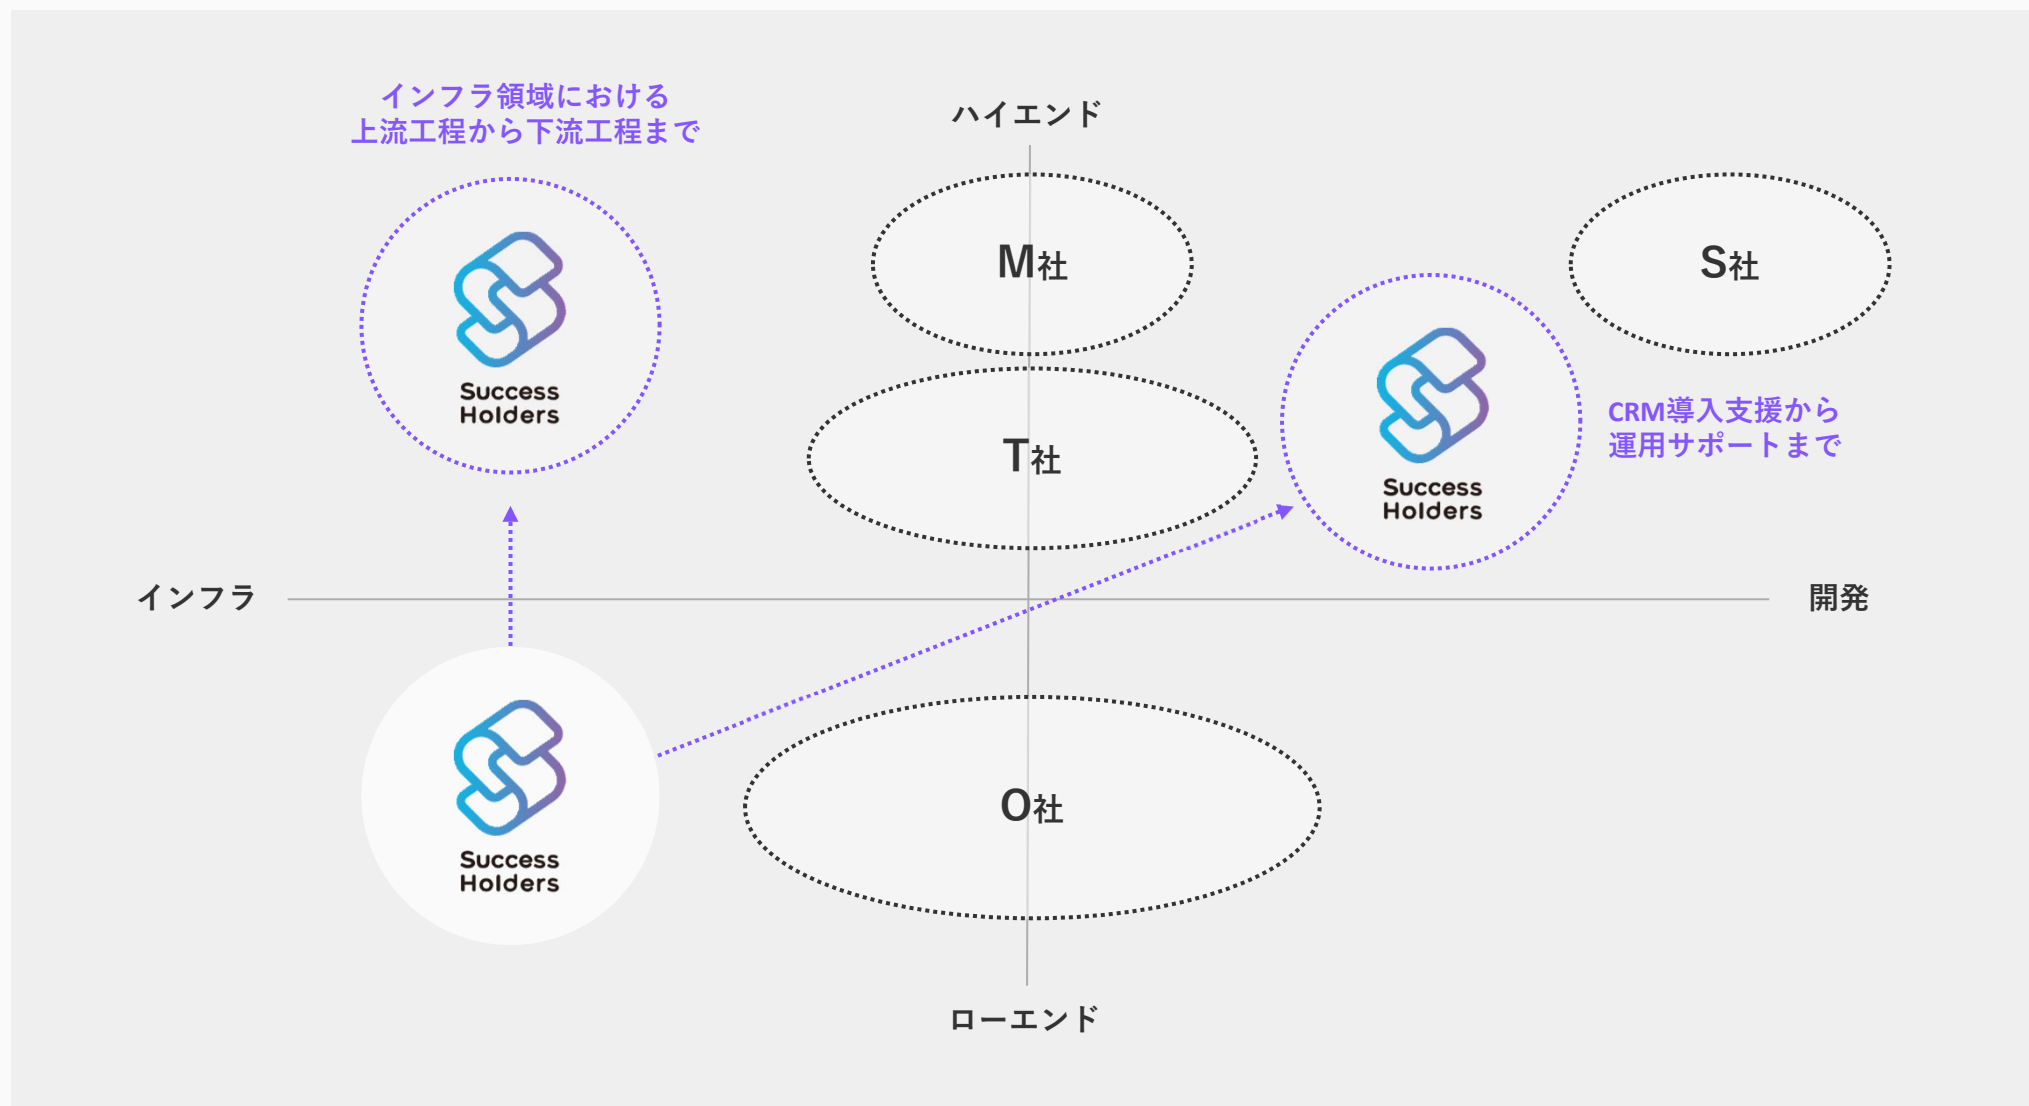 インフラ領域における
上流工程から下流工程まで
ハイエンド
M社
S社
Success
Holders
T社
Success
Holders
CRM導入支援から
運用サポートまで
インフラ
開発
Success
Holders
O社
ローエンド